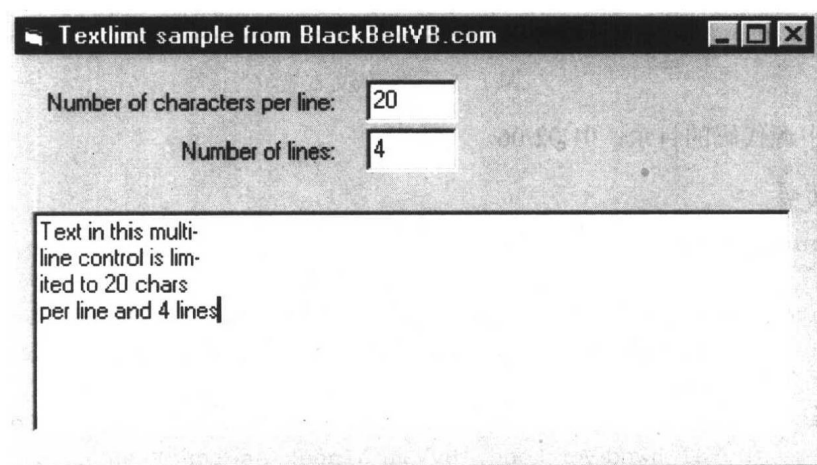 Textlimt sample from BlackBeltVB.com
Number of characters per line: 20
Number of lines: 4
Text in this multi-
line control is lim-
ited to 20 chars
per line and 4 lines